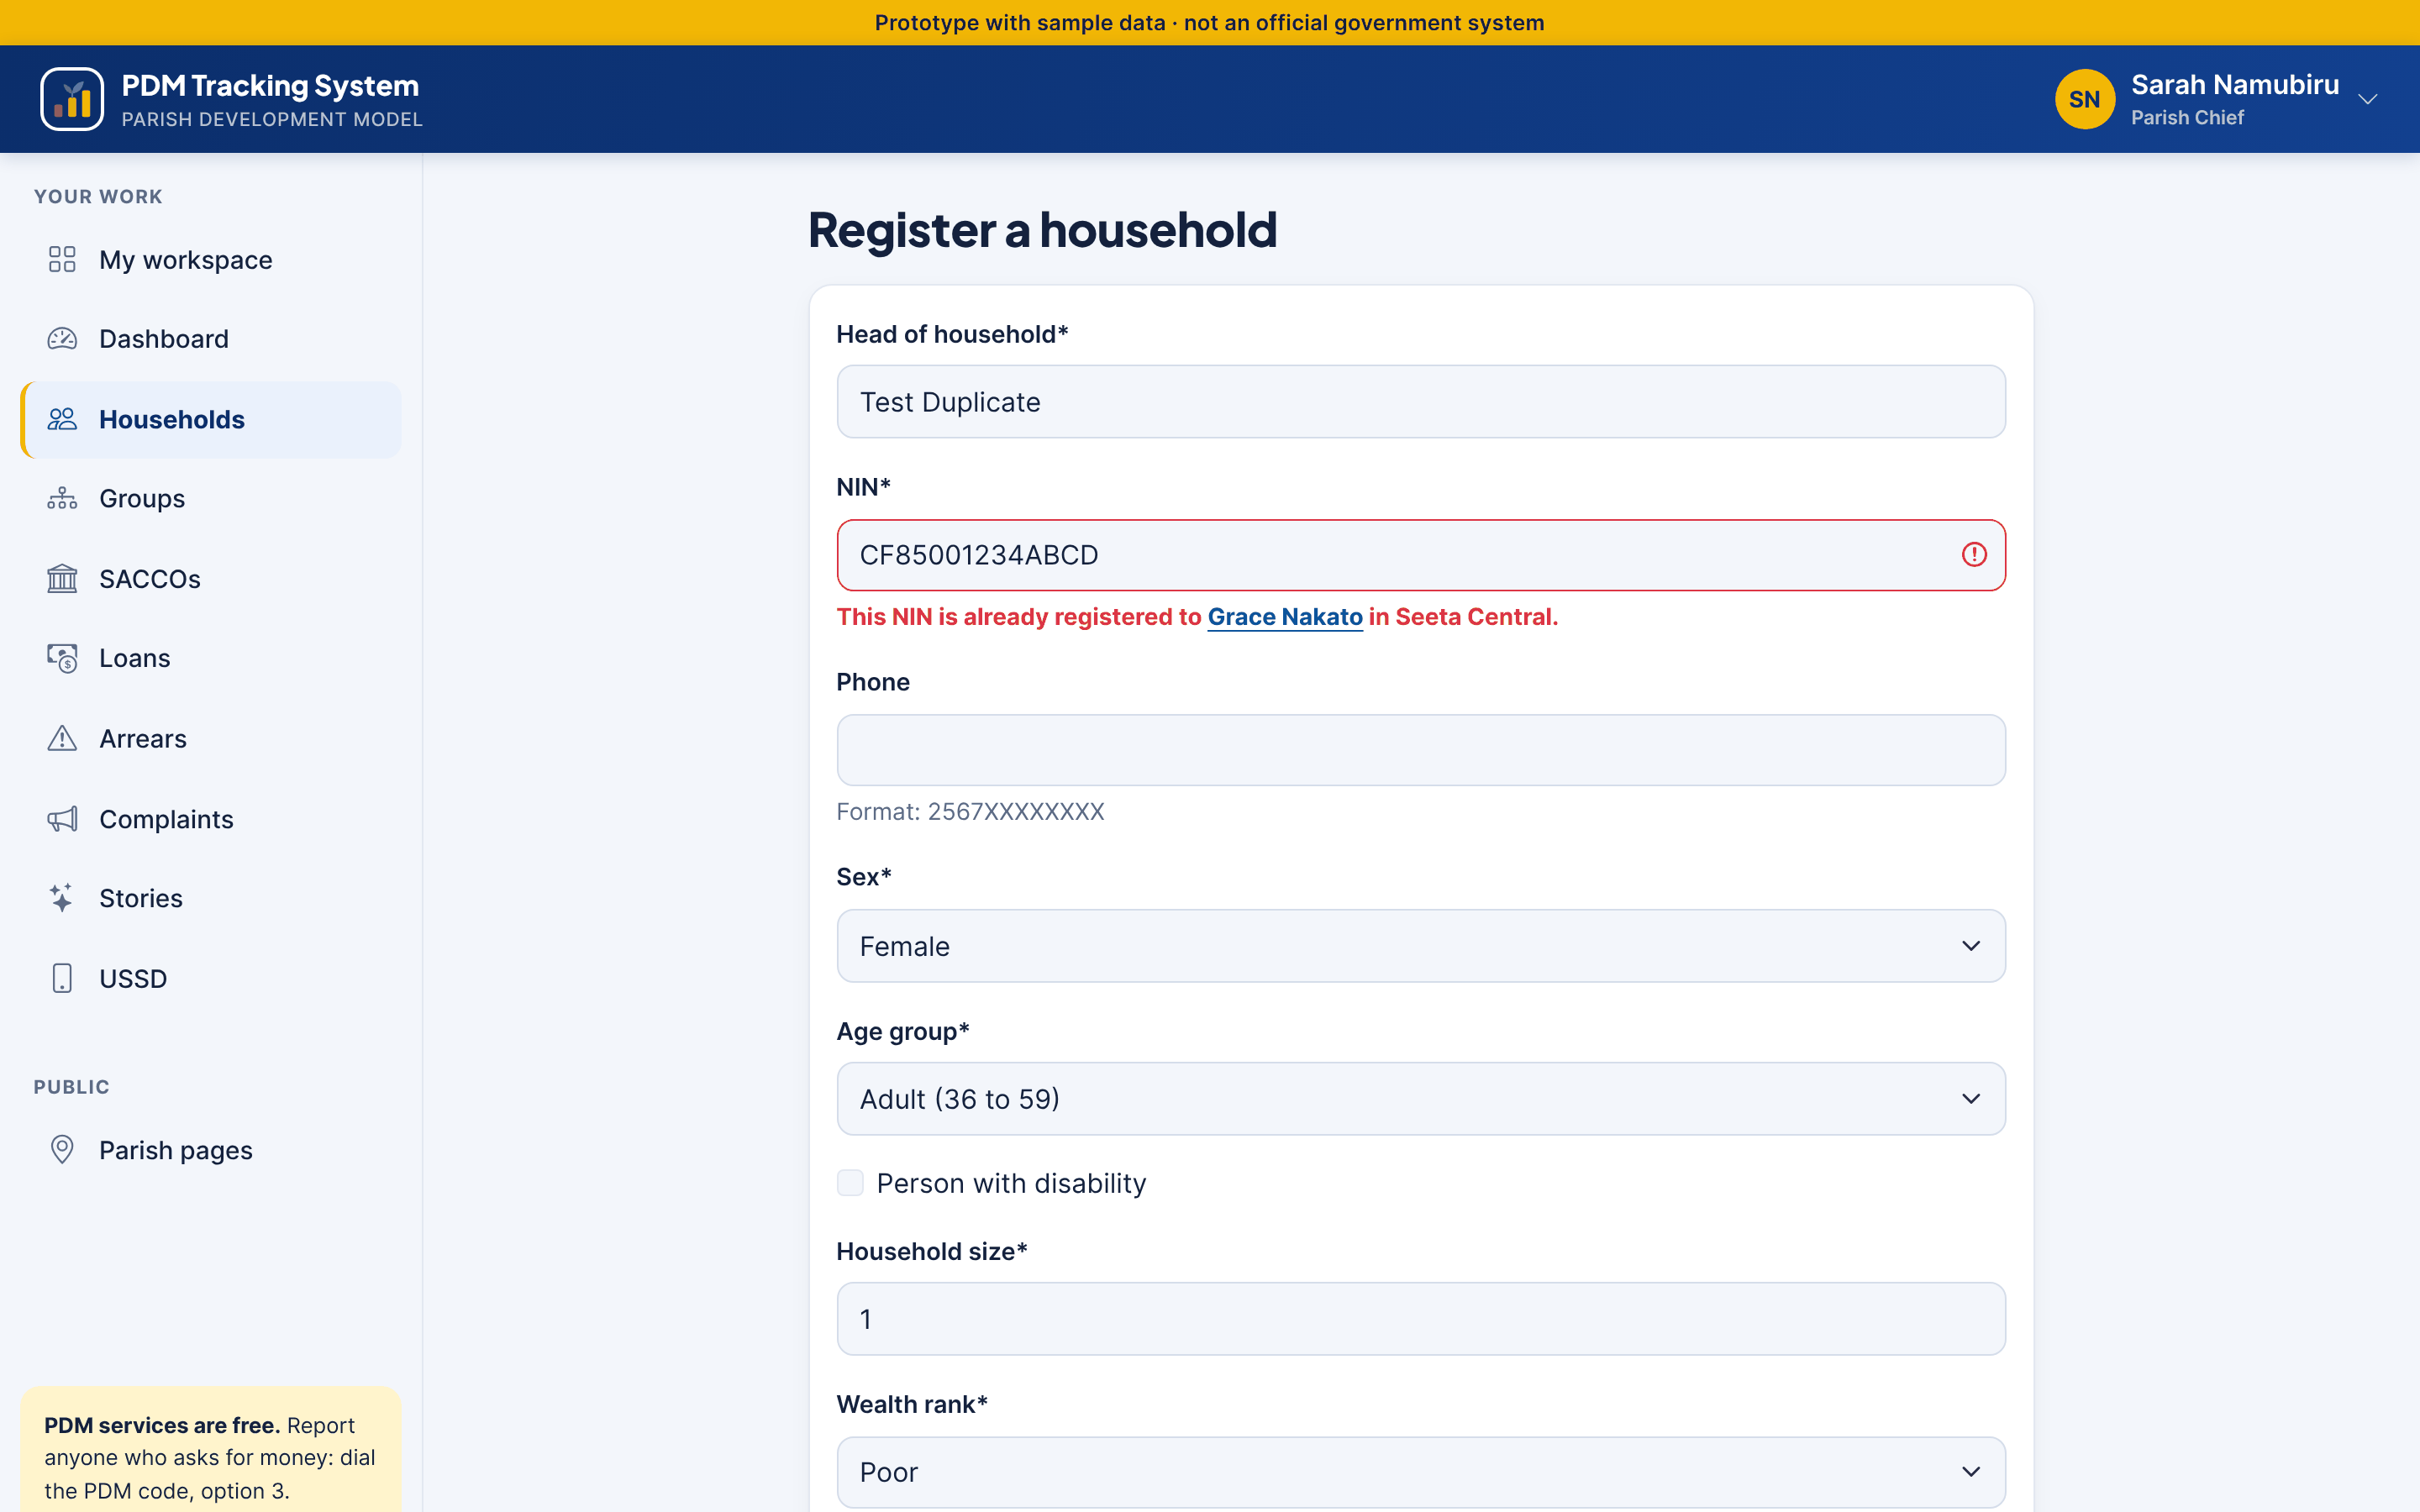 Prototype with sample data · not an official government system
PDM Tracking System
PARISH DEVELOPMENT MODEL
SN
Sarah Namubiru
Parish Chief
YOUR WORK
My workspace
Dashboard
Households
Groups
SACCOs
Loans
Arrears
Complaints
Stories
USSD
PUBLIC
Parish pages
PDM services are free. Report
anyone who asks for money: dial
the PDM code, option 3.
Register a household
Head of household*
Test Duplicate
NIN*
CF85001234ABCD
This NIN is already registered to Grace Nakato in Seeta Central.
Phone
Format: 2567XXXXXXXX
Sex*
Female
Age group*
Adult (36 to 59)
Person with disability
Household size*
1
Wealth rank*
Poor